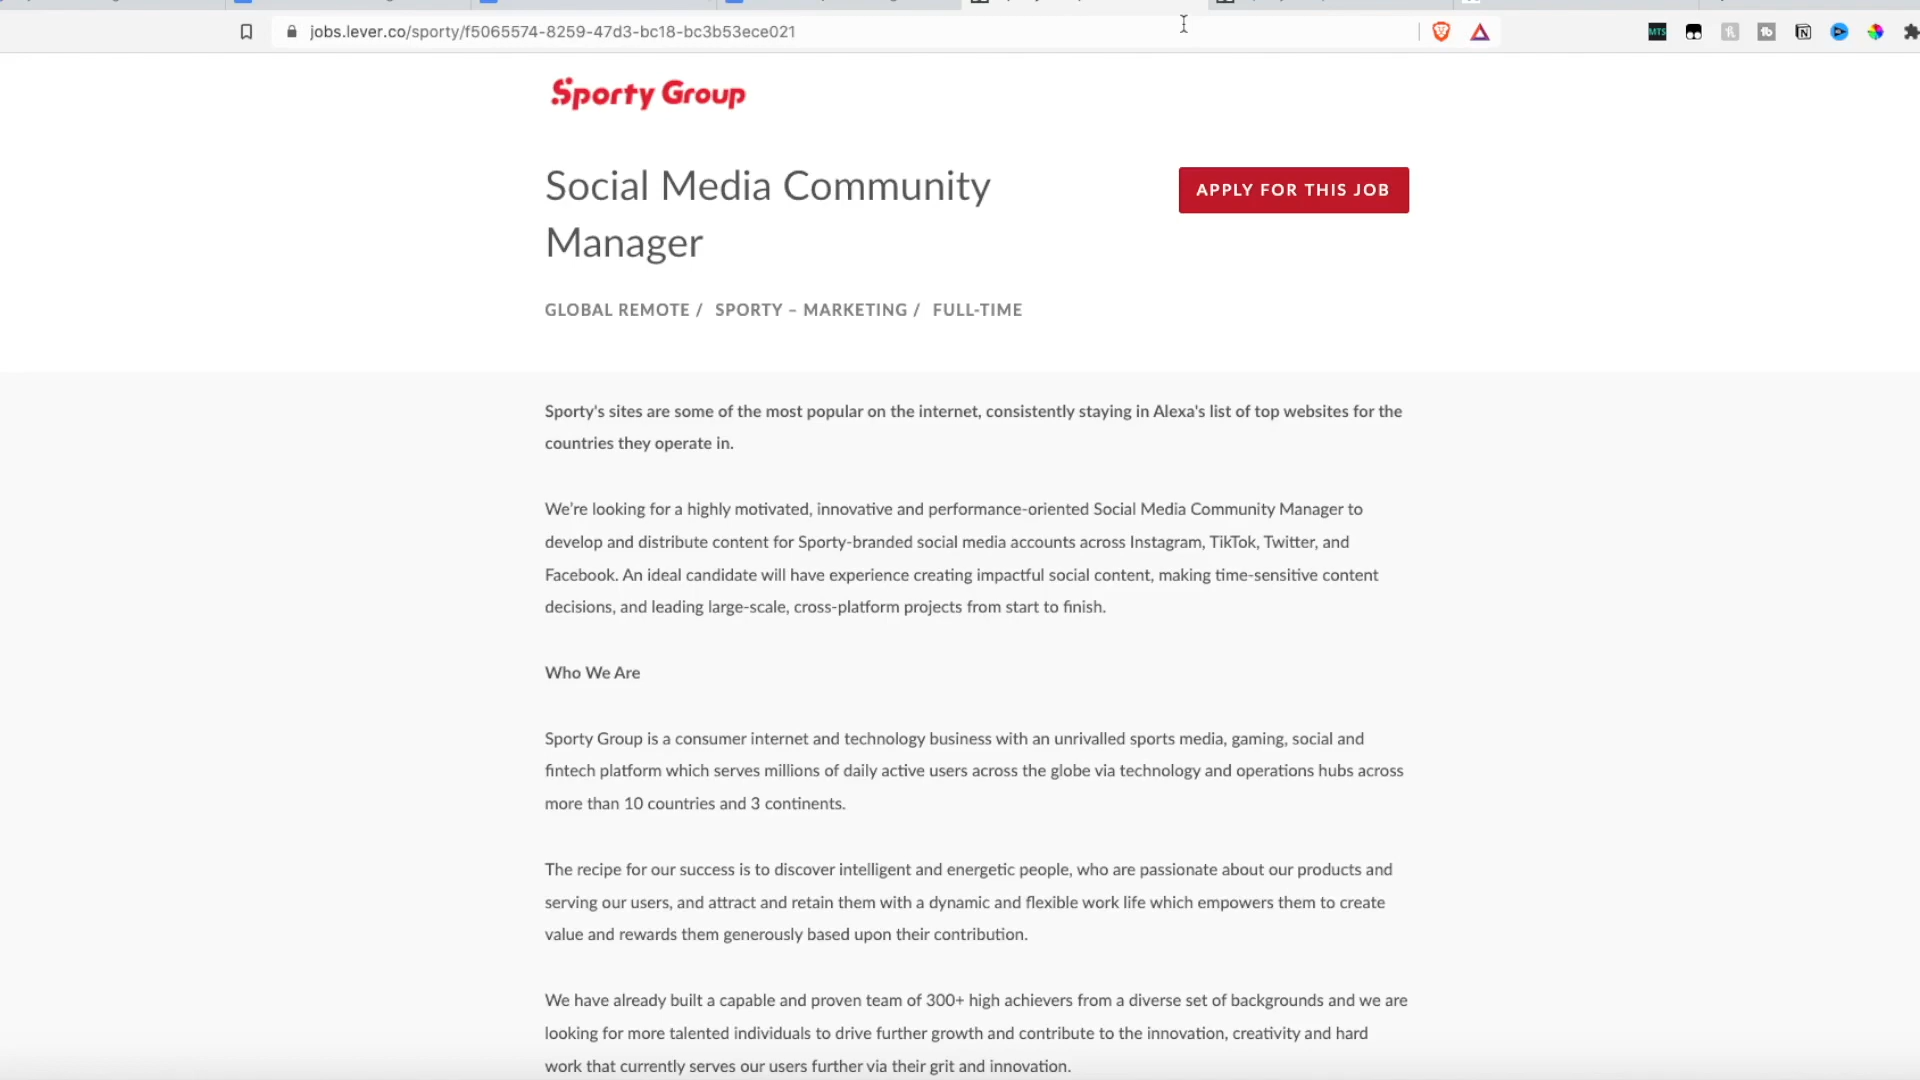 jobs.lever.co/sporty/f5065574-8259-47d3-bc18-bc3b53ece021
MTS
Sporty Group
Social Media Community
Manager
APPLY FOR THIS JOB
GLOBAL REMOTE / SPORTY – MARKETING / FULL-TIME
Sporty's sites are some of the most popular on the internet, consistently staying in Alexa's list of top websites for the
countries they operate in.
We’re looking for a highly motivated, innovative and performance-oriented Social Media Community Manager to
develop and distribute content for Sporty-branded social media accounts across Instagram, TikTok, Twitter, and
Facebook. An ideal candidate will have experience creating impactful social content, making time-sensitive content
decisions, and leading large-scale, cross-platform projects from start to finish.
Who We Are
Sporty Group is a consumer internet and technology business with an unrivalled sports media, gaming, social and
fintech platform which serves millions of daily active users across the globe via technology and operations hubs across
more than 10 countries and 3 continents.
The recipe for our success is to discover intelligent and energetic people, who are passionate about our products and
serving our users, and attract and retain them with a dynamic and flexible work life which empowers them to create
value and rewards them generously based upon their contribution.
We have already built a capable and proven team of 300+ high achievers from a diverse set of backgrounds and we are
looking for more talented individuals to drive further growth and contribute to the innovation, creativity and hard
work that currently serves our users further via their grit and innovation.